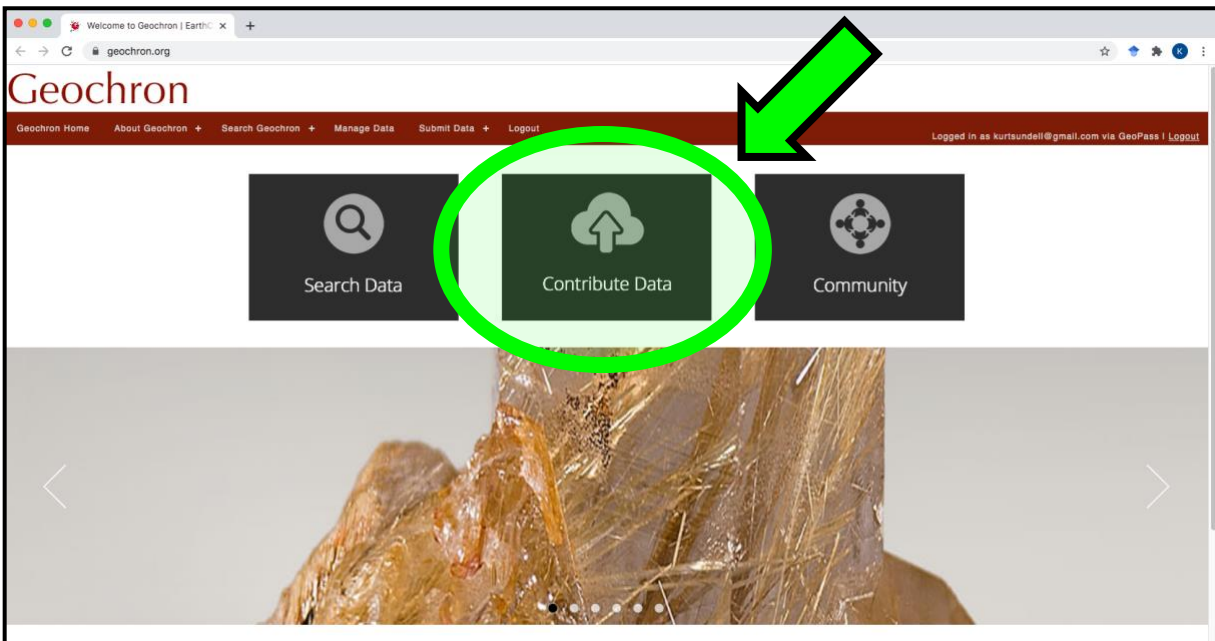 Welcome to Geochron | EarthC
geochron.org
K
Geochron
Geochron Home About Geochron + Search Geochron + Manage Data Submit Data + Logout
Logged in as kurtsundell@gmail.com via GeoPass | Logout
Search Data
Contribute Data
Community